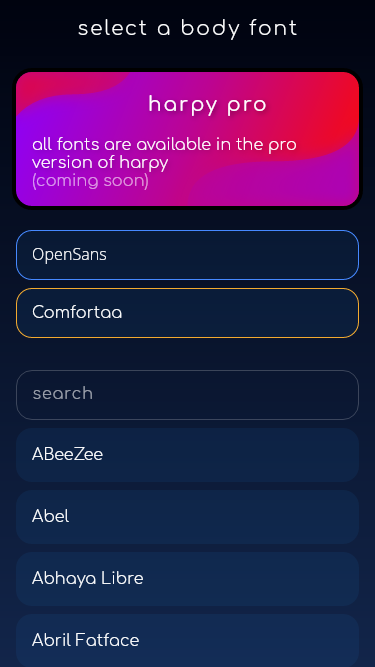 select a body font
harpy pro
all fonts are available in the pro
version of harpy
(coming soon)
OpenSans
Comfortaa
search
ABeeZee
Abel
Abhaya Libre
Abril Fatface